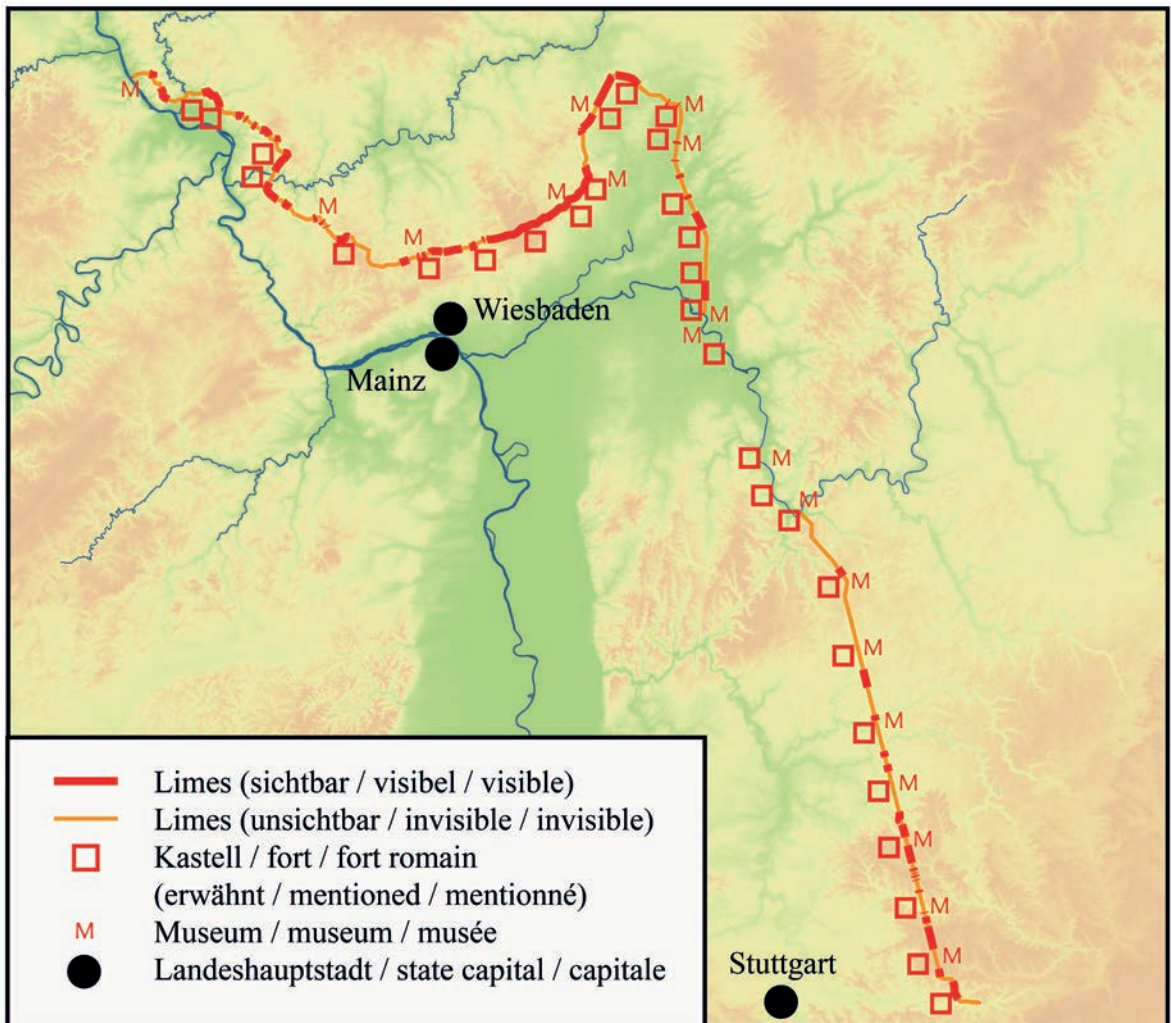 M
M
M
M
M
M
M
M
Wiesbaden
M
M
Mainz
M
M
M
M
M
M
M
M
M
Limes (sichtbar / visibel / visible)
Limes (unsichtbar / invisible / invisible)
Kastell / fort / fort romain
(erwähnt / mentioned / mentionné)
M Museum / museum / musée
Landeshauptstadt / state capital / capitale
Stuttgart